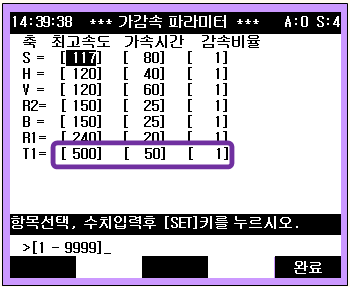 14:39:38 *** 가감속 파라미터 *** A:0 S:4
축 최고속도 가속시간 감속비율
S = [ 117] [ 80] [ 1]
H = [ 120] [ 40] [ 1]
V = [ 120] [ 60] [ 1]
R2= [ 150] [ 25] [ 1]
B = [ 150] [ 25] [ 1]
R1= [ 240] [ 20] [ 1]
T1= [ 500] [ 50] [ 1]
항목선택, 수치입력후 [SET]키를 누르시오.
>[1 - 9999]_
완료